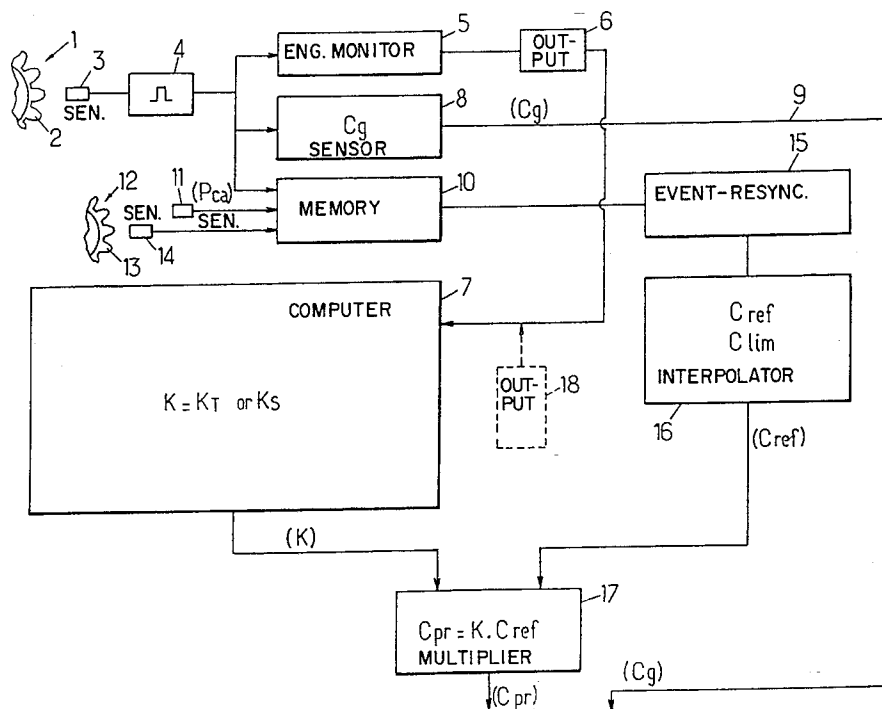 1
3
SEN.
2
4
ENG. MONITOR
5
OUT-
PUT
6
Cg
SENSOR
8
(Cg)
9
12
11
(Pca)
SEN.
SEN.
14
13
MEMORY
10
15
EVENT-RESYNC.
COMPUTER
7
K = KT or KS
OUT-
PUT
18
C ref
C lim
INTERPOLATOR
16
(Cref)
(K)
17
Cpr = K. C ref
MULTIPLIER
(Cpr)
(Cg)